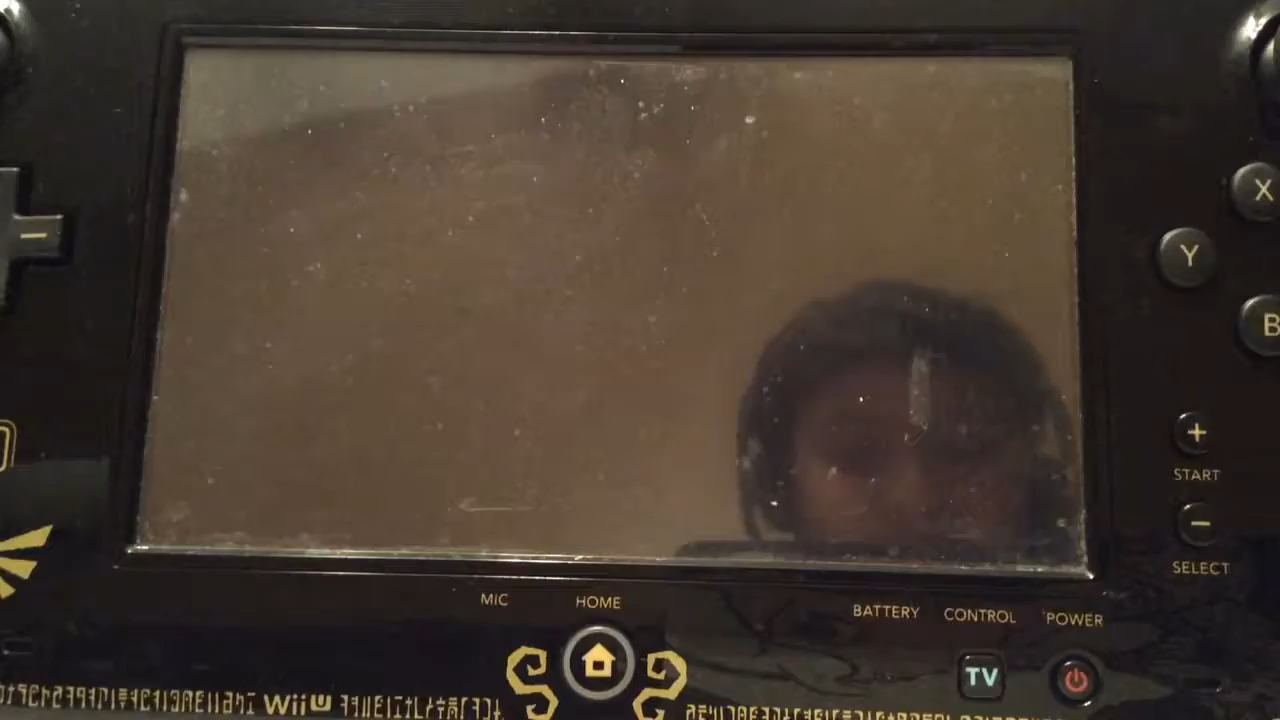 X
Y
B
+
START
−
SELECT
MIC HOME BATTERY CONTROL POWER
TV
Wii U